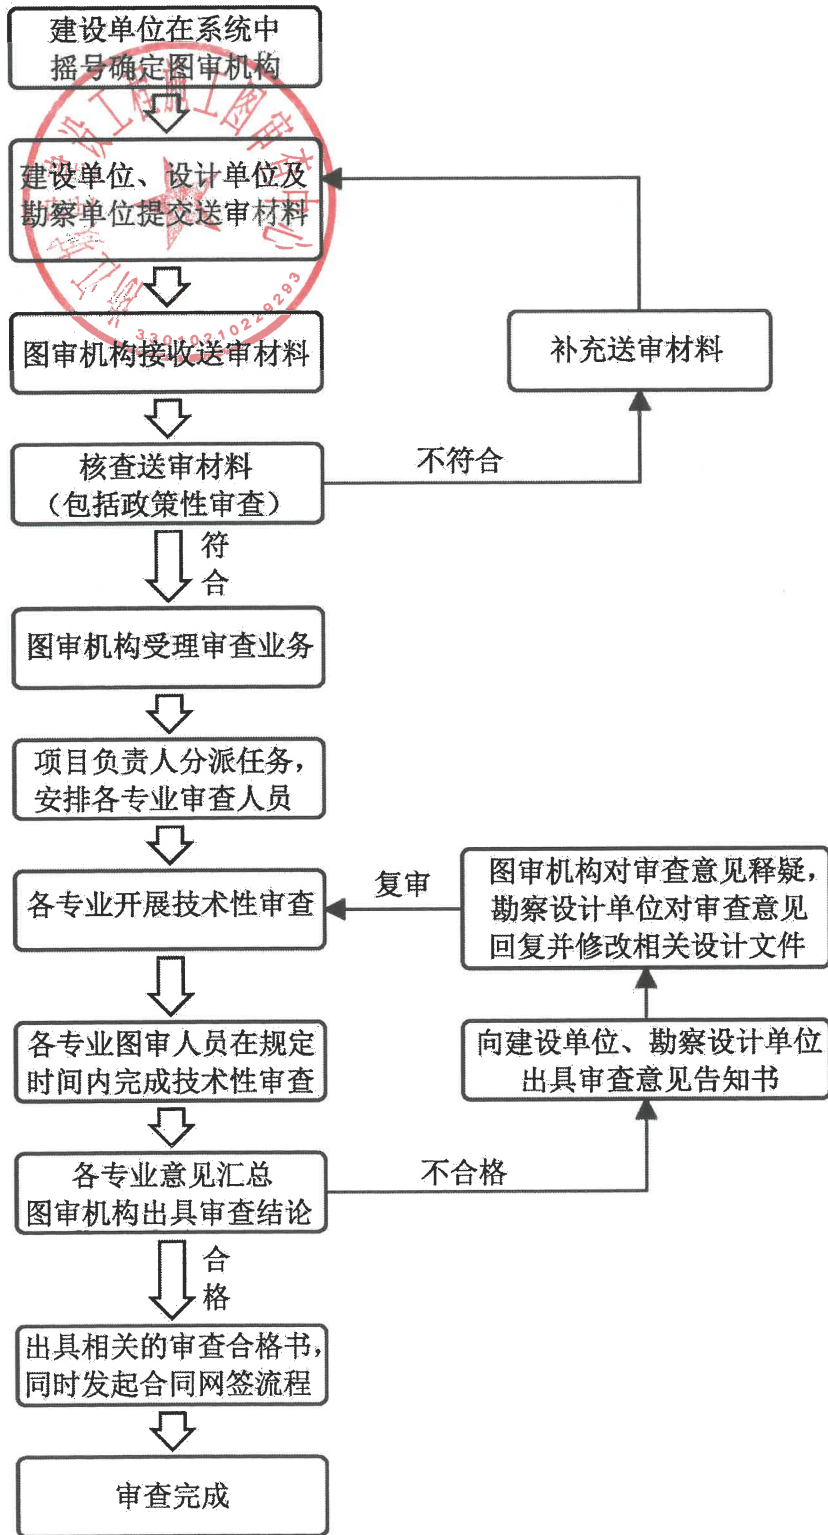 建设单位在系统中
摇号确定图审机构
建设单位、设计单位及
勘察单位提交送审材料
图审机构接收送审材料
补充送审材料
核查送审材料
（包括政策性审查）
不符合
符
合
图审机构受理审查业务
项目负责人分派任务，
安排各专业审查人员
各专业开展技术性审查
复审
图审机构对审查意见释疑，
勘察设计单位对审查意见
回复并修改相关设计文件
各专业图审人员在规定
时间内完成技术性审查
向建设单位、勘察设计单位
出具审查意见告知书
各专业意见汇总
图审机构出具审查结论
不合格
合
格
出具相关的审查合格书，
同时发起合同网签流程
审查完成